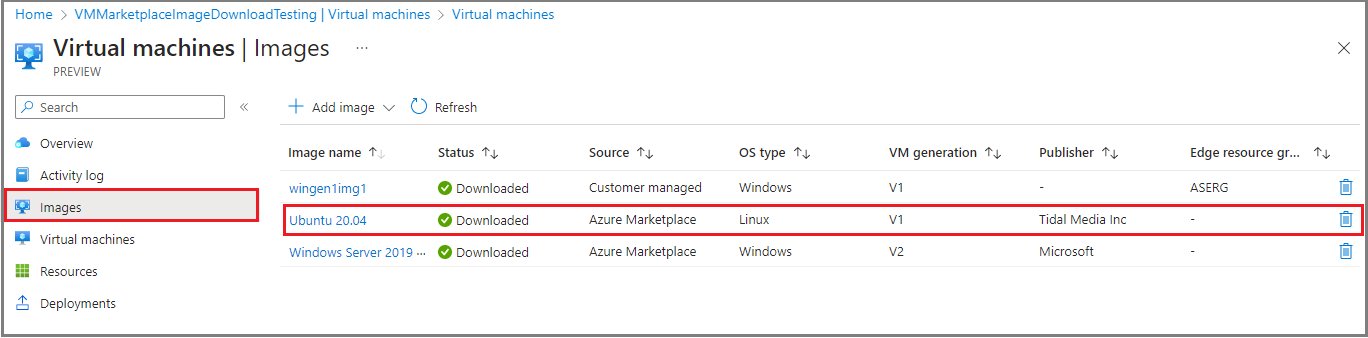 Home > VMMarketplaceImageDownloadTesting | Virtual machines > Virtual machines
Virtual machines | Images ...
PREVIEW
Search «
+ Add image Refresh
Overview
Activity log
Images
Virtual machines
Resources
Deployments
Image name ↑↓ Status ↑↓ Source ↑↓ OS type ↑↓ VM generation ↑↓ Publisher ↑↓ Edge resource gr... ↑↓
wingen1img1 Downloaded Customer managed Windows V1 - ASERG
Ubuntu 20.04 Downloaded Azure Marketplace Linux V1 Tidal Media Inc -
Windows Server 2019 ... Downloaded Azure Marketplace Windows V2 Microsoft -